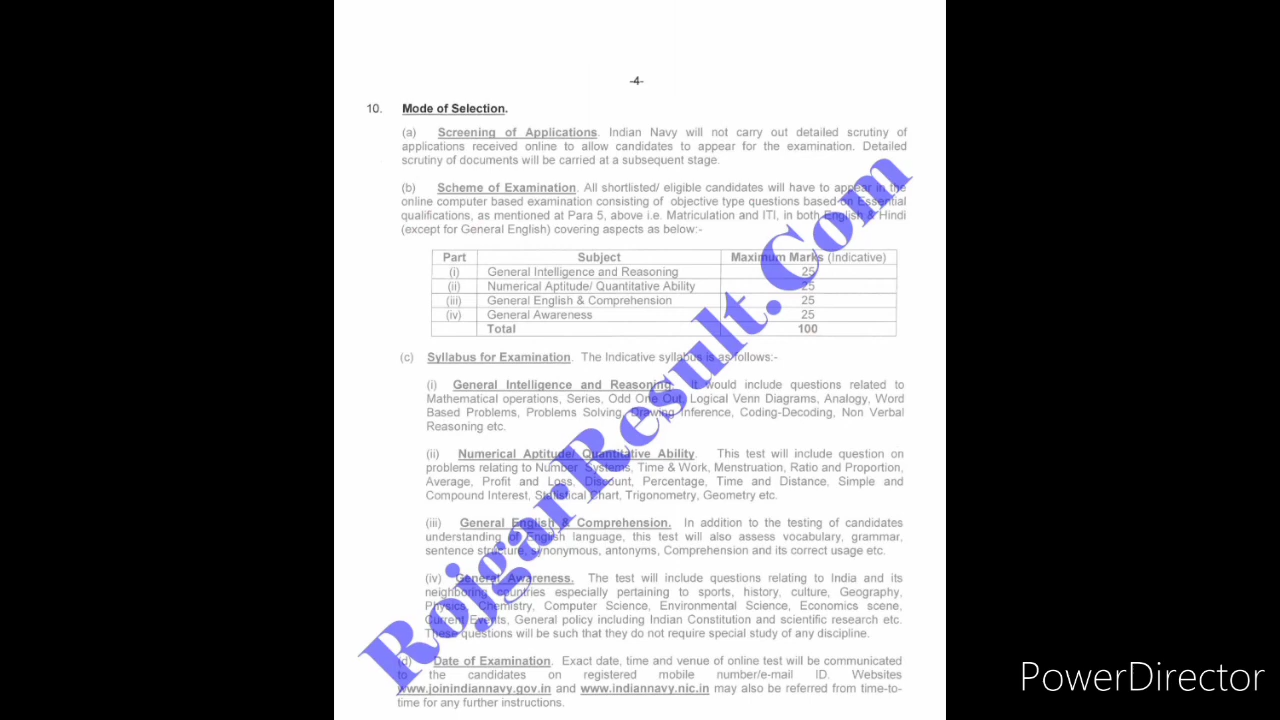 -4-
10. Mode of Selection.
(a) Screening of Applications. Indian Navy will not carry out detailed scrutiny of
applications received online to allow candidates to appear for the examination. Detailed
scrutiny of documents will be carried at a subsequent stage.
(b) Scheme of Examination. All shortlisted/ eligible candidates will have to appear in the
online computer based examination consisting of objective type questions based on Essential
qualifications, as mentioned at Para 5, above i.e. Matriculation and ITI, in both English & Hindi
(except for General English) covering aspects as below:-
Part Subject Maximum Marks (Indicative)
(i) General Intelligence and Reasoning 25
(ii) Numerical Aptitude/ Quantitative Ability 25
(iii) General English & Comprehension 25
(iv) General Awareness 25
Total 100
(c) Syllabus for Examination. The Indicative syllabus is as follows:-
(i) General Intelligence and Reasoning. It would include questions related to
Mathematical operations, Series, Odd One Out, Logical Venn Diagrams, Analogy, Word
Based Problems, Problems Solving, Drawing Inference, Coding-Decoding, Non Verbal
Reasoning etc.
(ii) Numerical Aptitude/ Quantitative Ability. This test will include question on
problems relating to Number Systems, Time & Work, Menstruation, Ratio and Proportion,
Average, Profit and Loss, Discount, Percentage, Time and Distance, Simple and
Compound Interest, Statistical Chart, Trigonometry, Geometry etc.
(iii) General English & Comprehension. In addition to the testing of candidates
understanding of English language, this test will also assess vocabulary, grammar,
sentence structure, synonymous, antonyms, Comprehension and its correct usage etc.
(iv) General Awareness. The test will include questions relating to India and its
neighboring countries especially pertaining to sports, history, culture, Geography,
Physics, Chemistry, Computer Science, Environmental Science, Economics scene,
Current Events, General policy including Indian Constitution and scientific research etc.
These questions will be such that they do not require special study of any discipline.
(d) Date of Examination. Exact date, time and venue of online test will be communicated
to the candidates on registered mobile number/e-mail ID. Websites
www.joinindiannavy.gov.in and www.indiannavy.nic.in may also be referred from time-to-
time for any further instructions.
RojgarResult.Com
PowerDirector